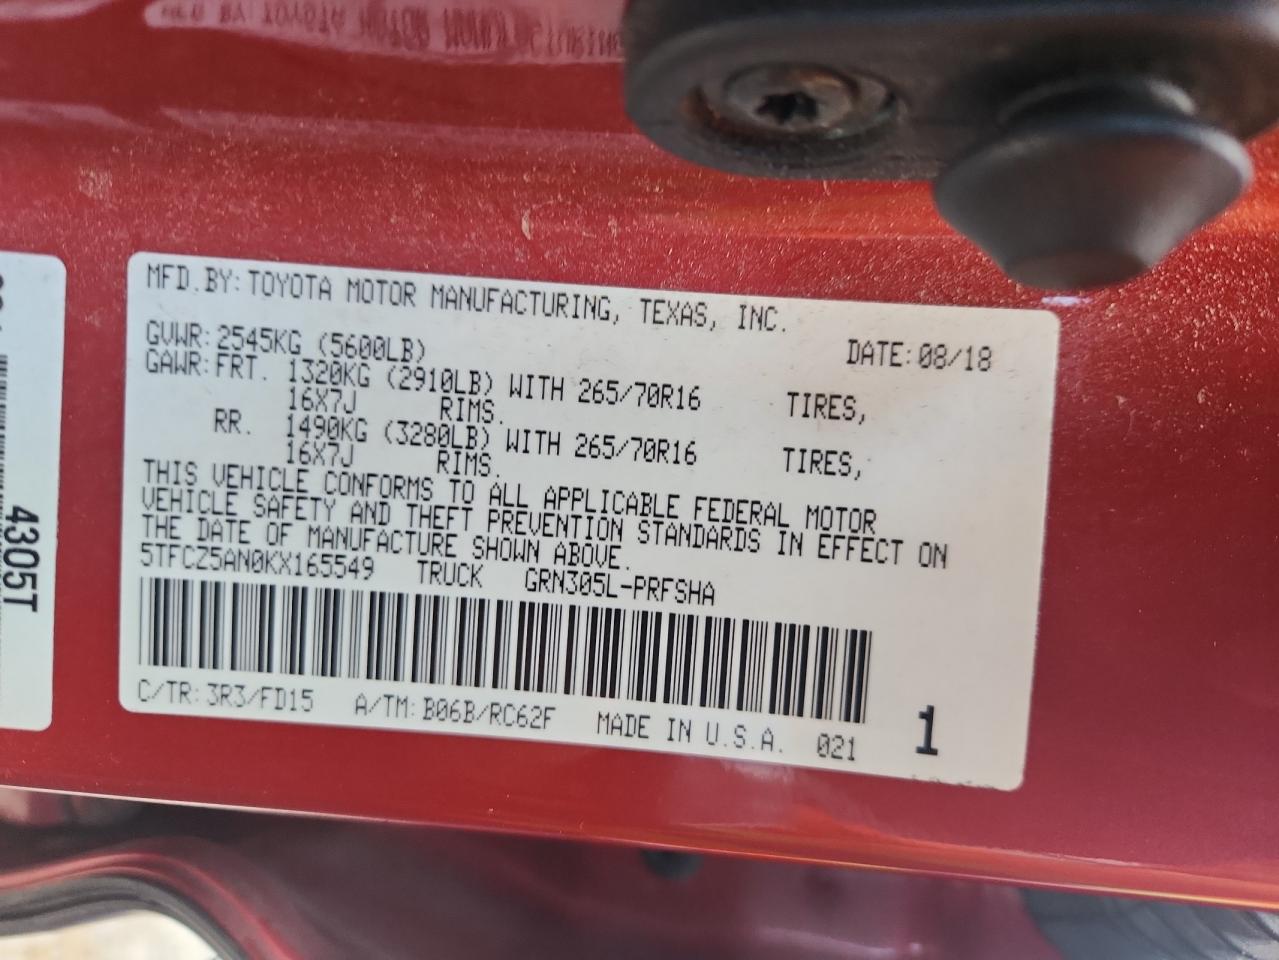 MFD. BY: TOYOTA MOTOR MANUFACTURING, TEXAS, INC.
GVWR: 2545KG (5600LB) DATE: 08/18
GAWR: FRT. 1320KG (2910LB) WITH 265/70R16 TIRES,
16X7J RIMS.
RR. 1490KG (3280LB) WITH 265/70R16 TIRES,
16X7J RIMS.
THIS VEHICLE CONFORMS TO ALL APPLICABLE FEDERAL MOTOR
VEHICLE SAFETY AND THEFT PREVENTION STANDARDS IN EFFECT ON
THE DATE OF MANUFACTURE SHOWN ABOVE.
5TFCZ5AN0KX165549 TRUCK GRN305L-PRFSHA
C/TR: 3R3/FD15 A/TM: B06B/RC62F MADE IN U.S.A. 021 1
4305T